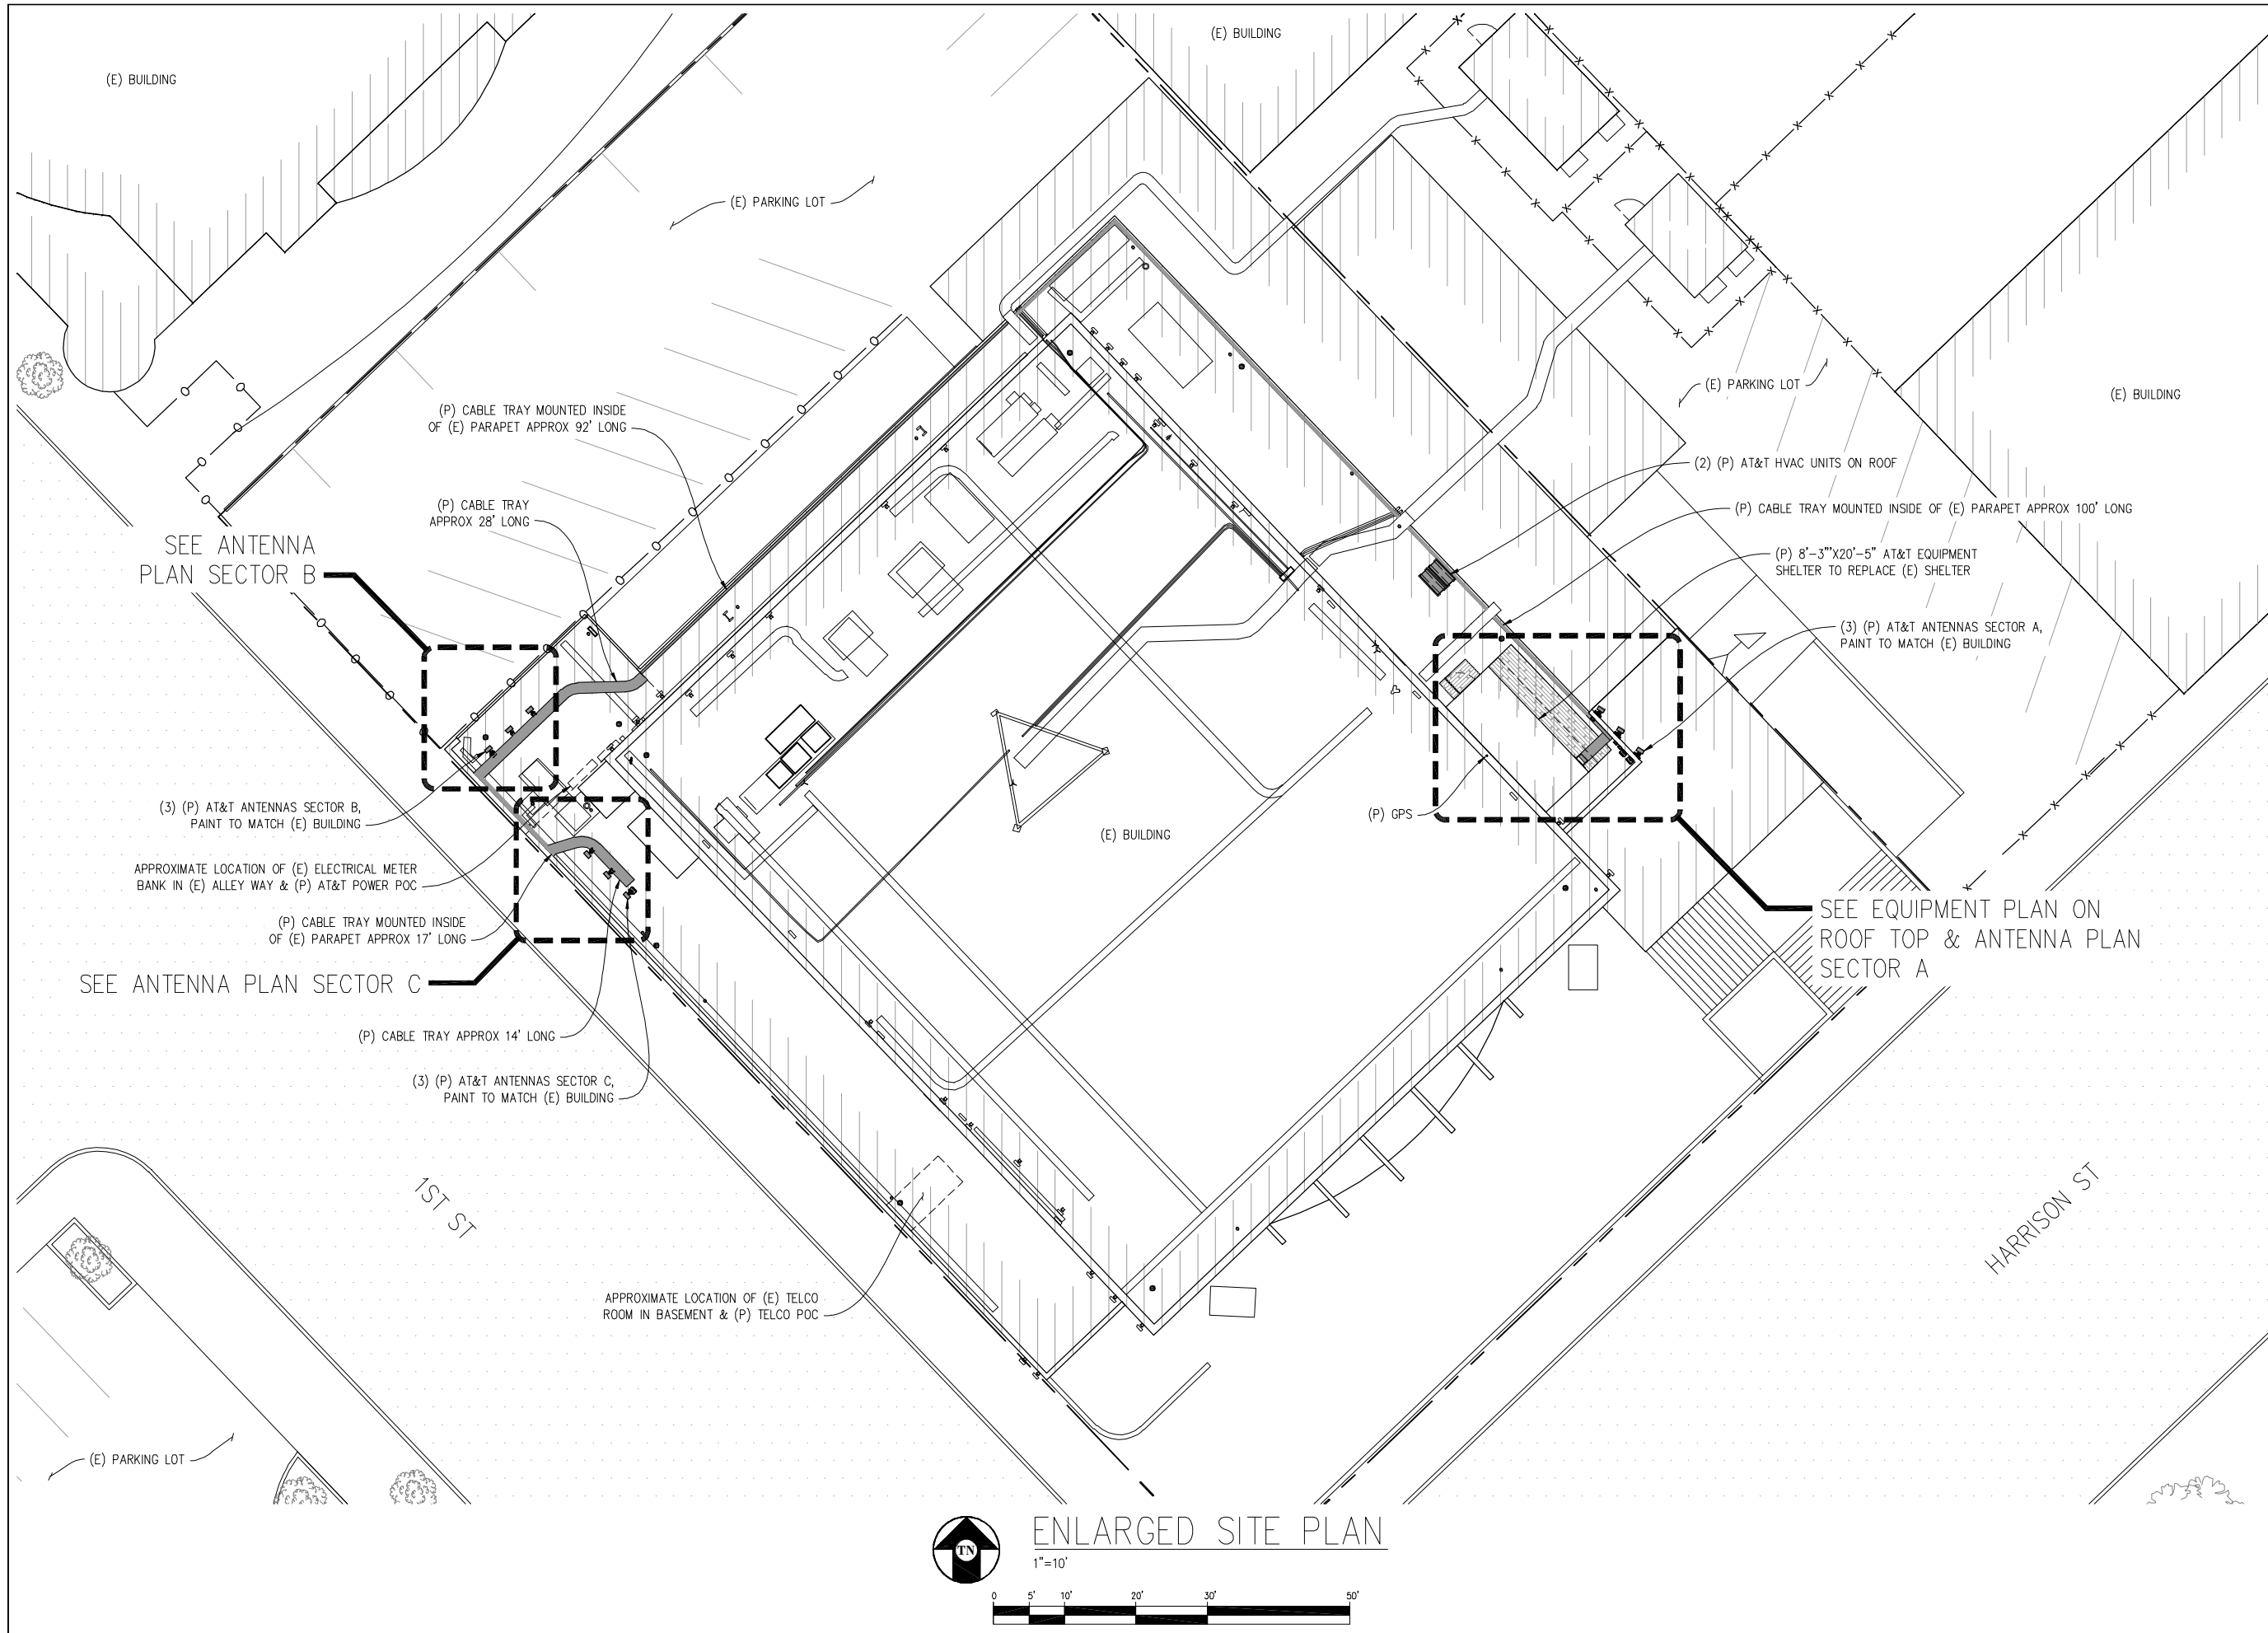 (E) BUILDING
(E) BUILDING
(E) PARKING LOT
(E) PARKING LOT
(E) BUILDING
(P) CABLE TRAY MOUNTED INSIDE
OF (E) PARAPET APPROX 92' LONG
(2) (P) AT&T HVAC UNITS ON ROOF
(P) CABLE TRAY
APPROX 28' LONG
(P) CABLE TRAY MOUNTED INSIDE OF (E) PARAPET APPROX 100' LONG
SEE ANTENNA
PLAN SECTOR B
(P) 8'-3"'X20'-5" AT&T EQUIPMENT
SHELTER TO REPLACE (E) SHELTER
(3) (P) AT&T ANTENNAS SECTOR A,
PAINT TO MATCH (E) BUILDING
(3) (P) AT&T ANTENNAS SECTOR B,
PAINT TO MATCH (E) BUILDING
(P) GPS
(E) BUILDING
APPROXIMATE LOCATION OF (E) ELECTRICAL METER
BANK IN (E) ALLEY WAY & (P) AT&T POWER POC
(P) CABLE TRAY MOUNTED INSIDE
OF (E) PARAPET APPROX 17' LONG
SEE EQUIPMENT PLAN ON
ROOF TOP & ANTENNA PLAN
SECTOR A
SEE ANTENNA PLAN SECTOR C
(P) CABLE TRAY APPROX 14' LONG
(3) (P) AT&T ANTENNAS SECTOR C,
PAINT TO MATCH (E) BUILDING
1ST ST
HARRISON ST
APPROXIMATE LOCATION OF (E) TELCO
ROOM IN BASEMENT & (P) TELCO POC
(E) PARKING LOT
TN
ENLARGED SITE PLAN
1"=10'
0 5' 10' 20' 30' 50'